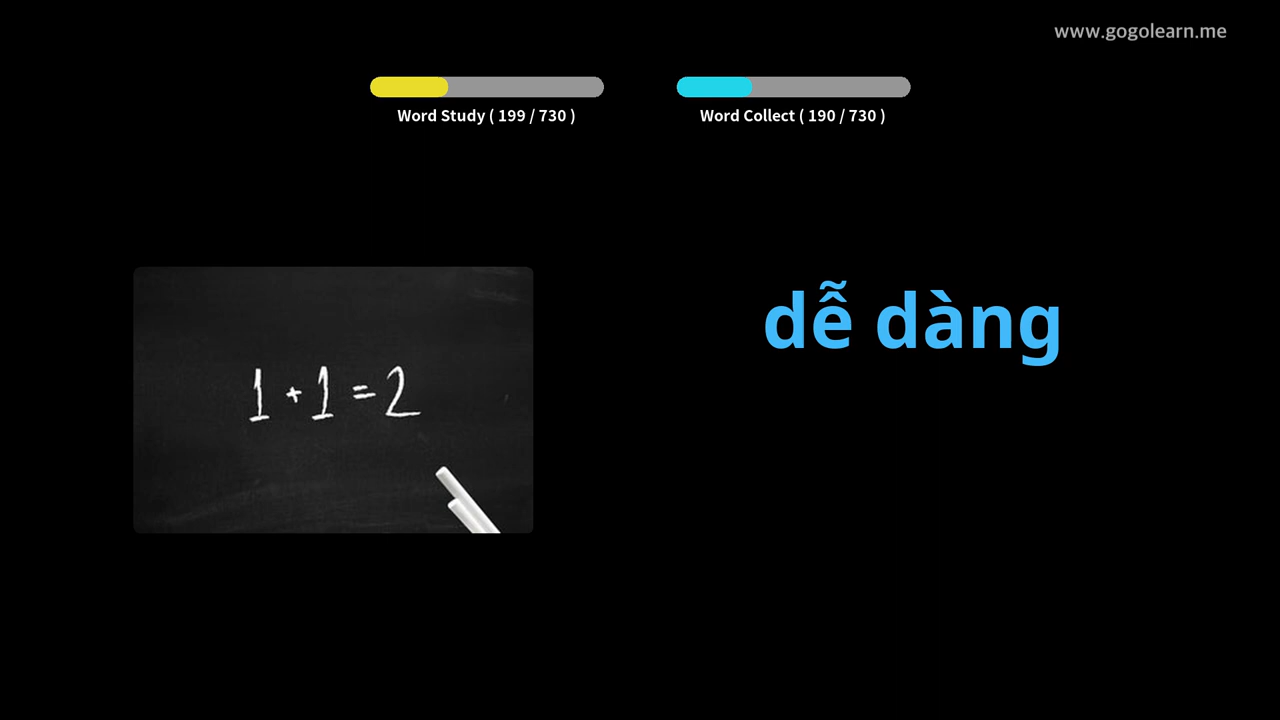 www.gogolearn.me
Word Study ( 199 / 730 )
Word Collect ( 190 / 730 )
dễ dàng
1 + 1 = 2